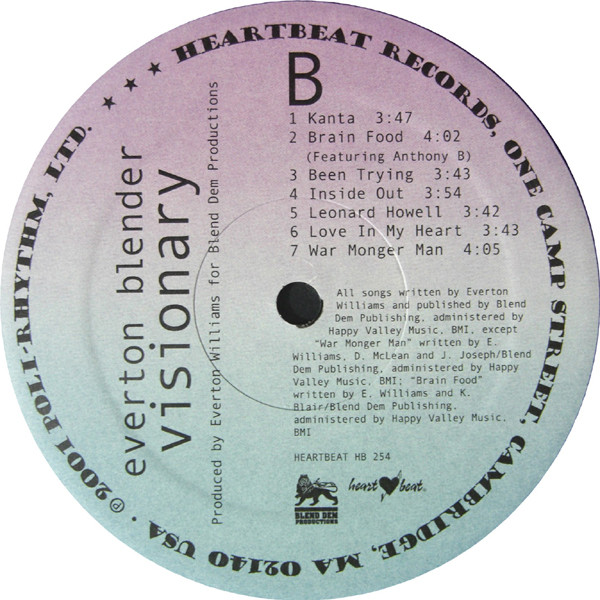 ★ ★ ★ HEARTBEAT RECORDS, ONE CAMP STREET, CAMBRIDGE, MA 02140 USA · ℗ 2001 POLI-RHYTHM, LTD.
everton blender
visionary
Produced by Everton Williams for Blend Dem Productions
B
1 Kanta 3:47
2 Brain Food 4:02
(Featuring Anthony B)
3 Been Trying 3:43
4 Inside Out 3:54
5 Leonard Howell 3:42
6 Love In My Heart 3:43
7 War Monger Man 4:05
All songs written by Everton
Williams and published by Blend
Dem Publishing, administered by
Happy Valley Music, BMI, except
“War Monger Man” written by E.
Williams, D. McLean and J. Joseph/Blend
Dem Publishing, administered by Happy
Valley Music, BMI; “Brain Food”
written by E. Williams and K.
Blair/Blend Dem Publishing,
administered by Happy Valley Music,
BMI
HEARTBEAT HB 254
BLEND DEM
PRODUCTIONS
heart beat®